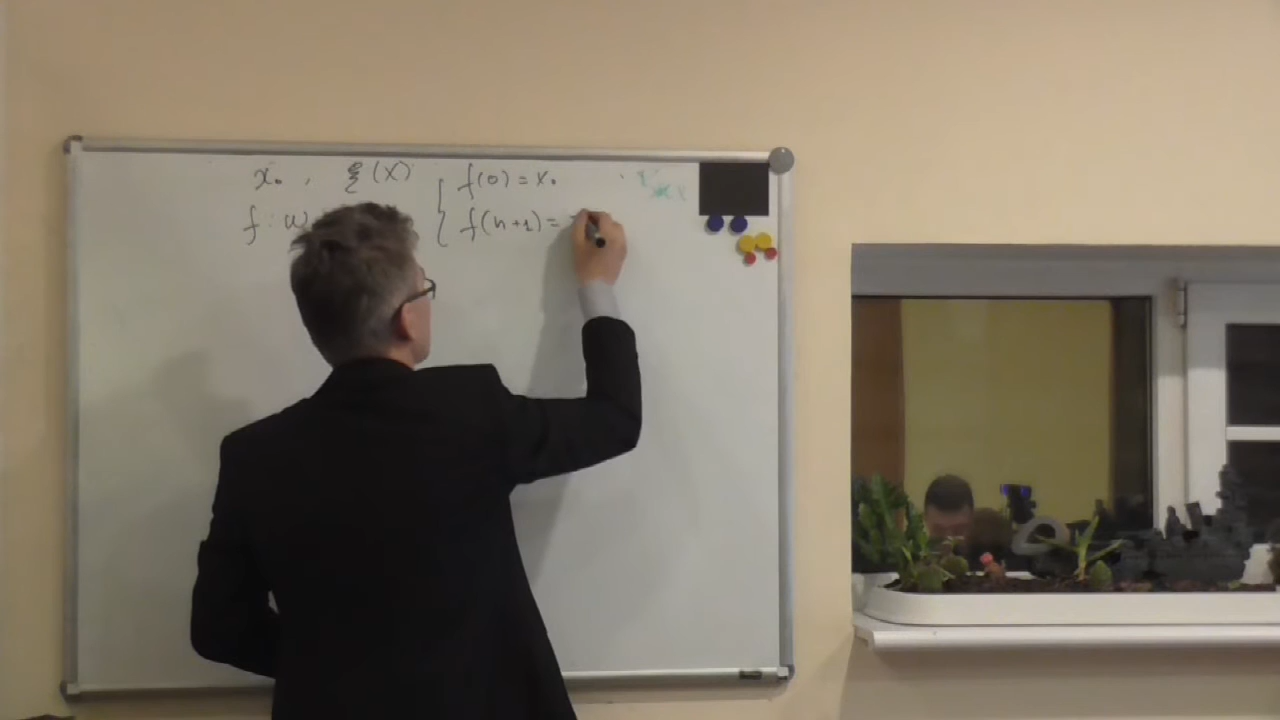 x₀ , ξ(X) { f(0) = x₀
f : ω f(n+1) =